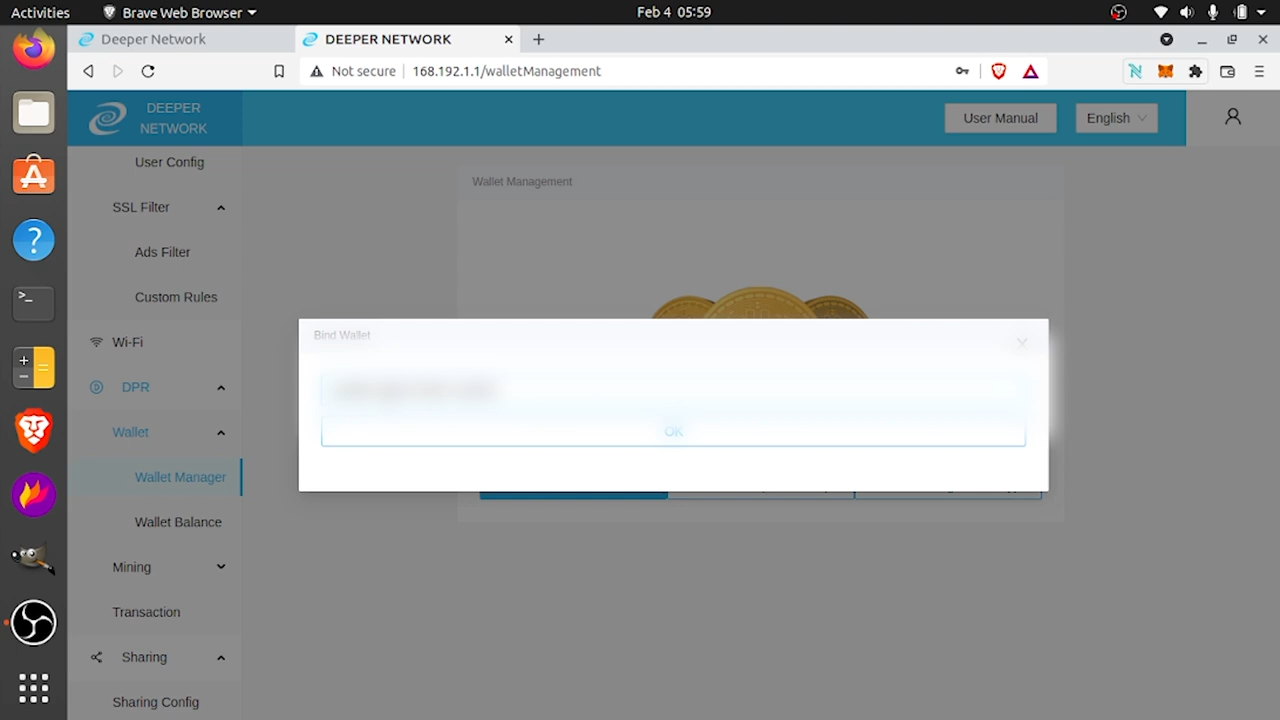 Activities
Brave Web Browser
Feb 4 05:59
Deeper Network
DEEPER NETWORK
Not secure
168.192.1.1/walletManagement
DEEPER
NETWORK
User Manual
English
User Config
SSL Filter
Ads Filter
Custom Rules
Wi-Fi
DPR
Wallet
Wallet Manager
Wallet Balance
Mining
Transaction
Sharing
Sharing Config
Wallet Management
Bind Wallet
OK